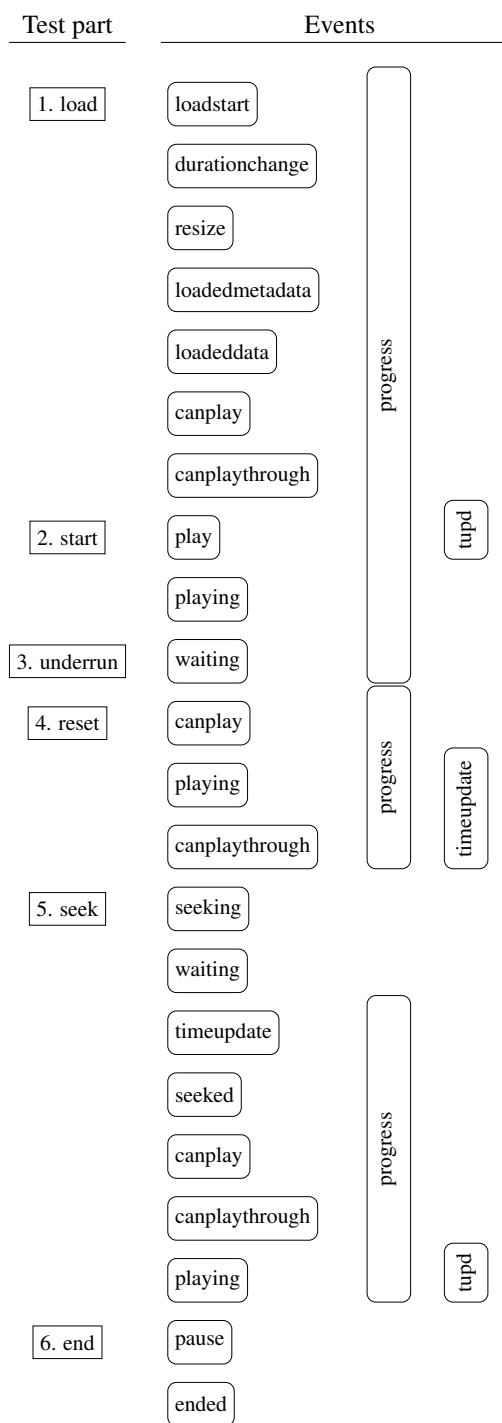 Test part Events
1. load loadstart
durationchange
resize
loadedmetadata
loadeddata
progress
canplay
canplaythrough
2. start play tupd
playing
3. underrun waiting
4. reset canplay
playing progress timeupdate
canplaythrough
5. seek seeking
waiting
timeupdate
seeked
canplay progress
canplaythrough
playing tupd
6. end pause
ended